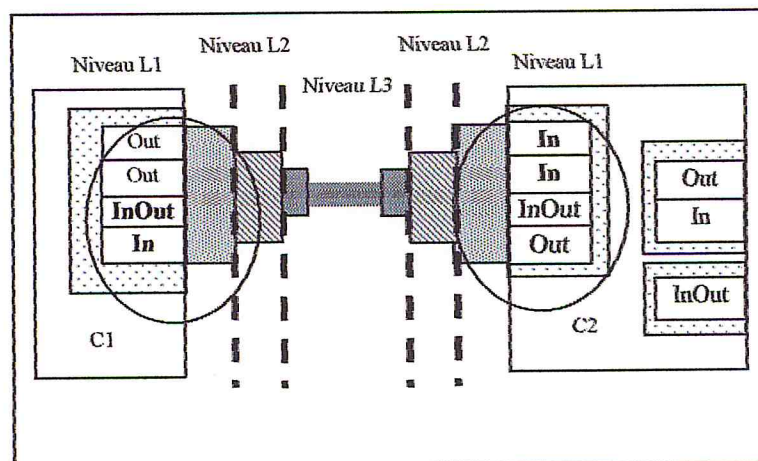 Niveau L2
Niveau L2
Niveau L1
Niveau L3
Niveau L1
Out
Out
InOut
In
C1
In
In
InOut
Out
C2
Out
In
InOut